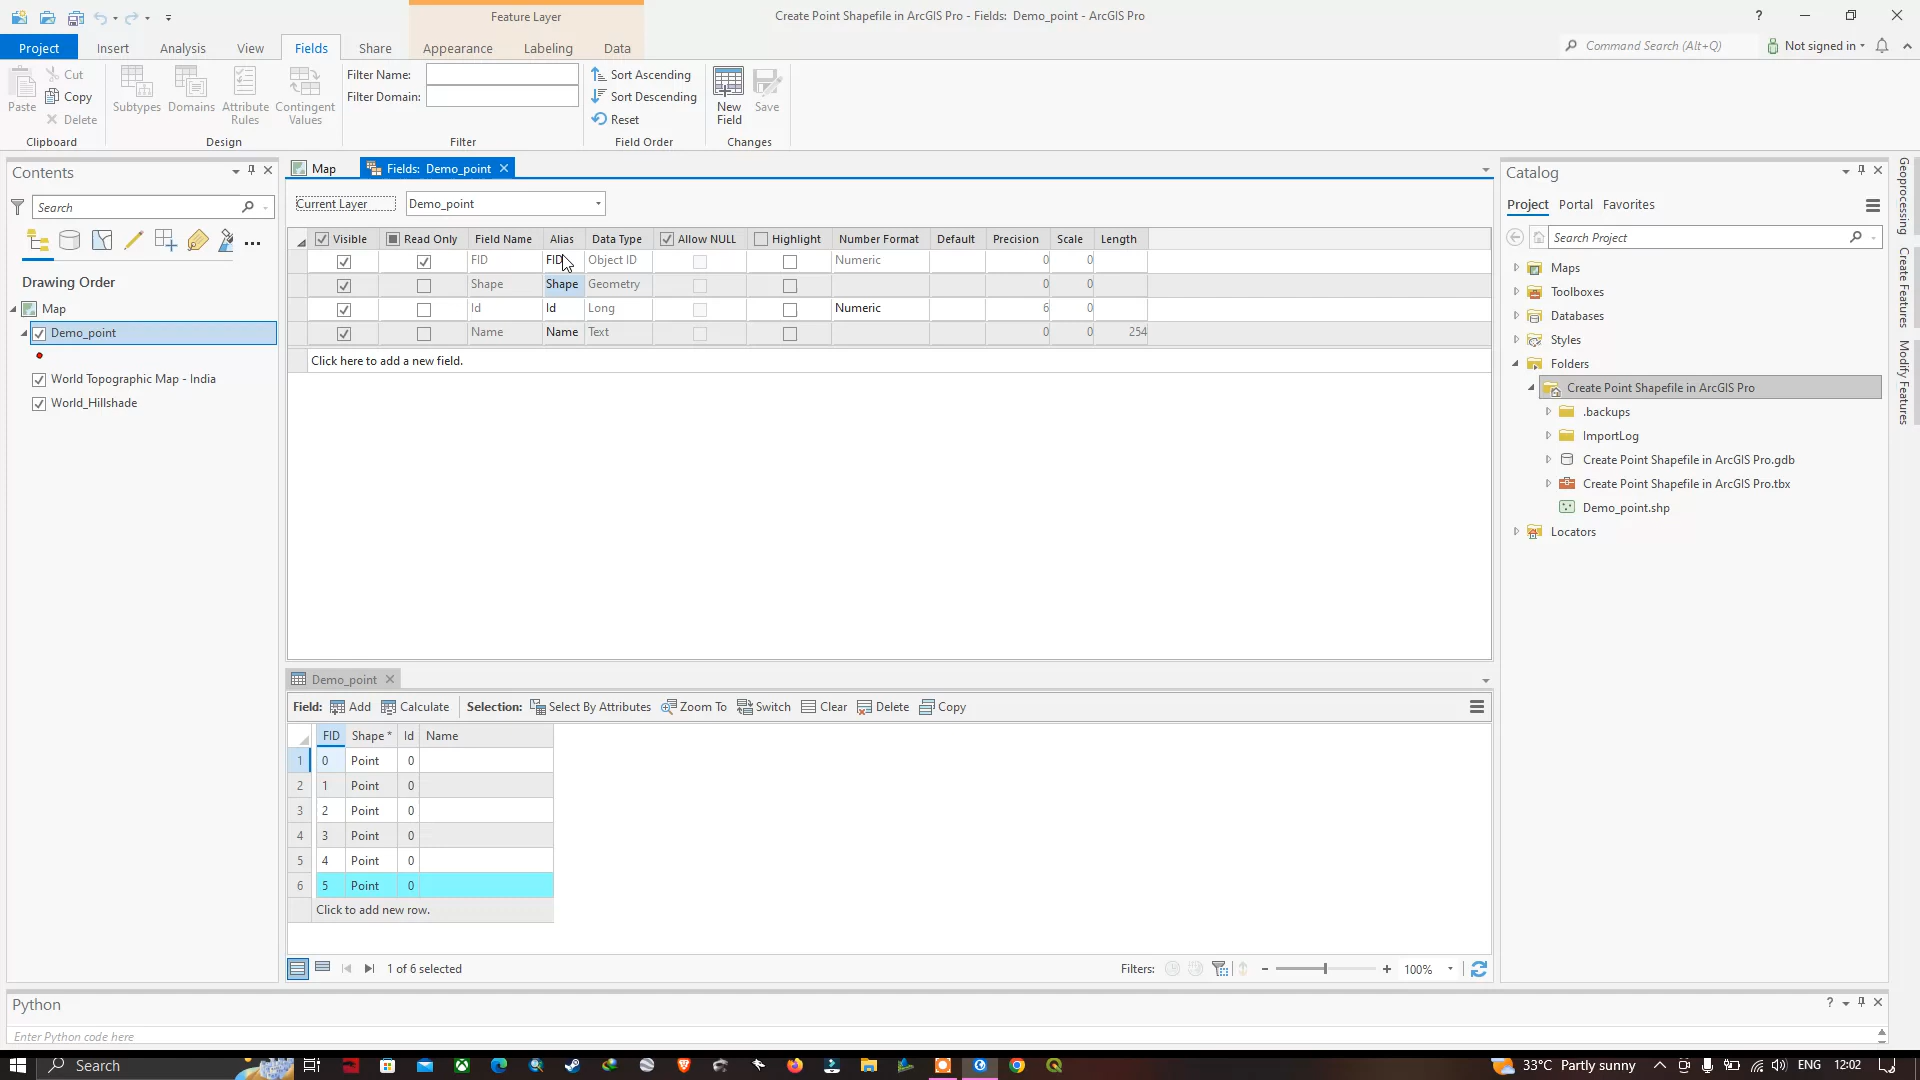 Feature Layer
Create Point Shapefile in ArcGIS Pro - Fields: Demo_point - ArcGIS Pro
?
Project Insert Analysis View Fields Share Appearance Labeling Data
Command Search (Alt+Q)
Not signed in
Paste
Cut
Copy
Delete
Clipboard
Subtypes
Domains
Attribute Rules
Contingent Values
Design
Filter Name:
Filter Domain:
Filter
Sort Ascending
Sort Descending
Reset
Field Order
New Field
Save
Changes
Contents
Search
Drawing Order
Map
Demo_point
World Topographic Map - India
World_Hillshade
Map
Fields: Demo_point
Current Layer Demo_point
Visible Read Only Field Name Alias Data Type Allow NULL Highlight Number Format Default Precision Scale Length
FID FID Object ID Numeric 0 0
Shape Shape Geometry 0 0
Id Id Long Numeric 6 0
Name Name Text 0 0 254
Click here to add a new field.
Demo_point
Field: Add Calculate Selection: Select By Attributes Zoom To Switch Clear Delete Copy
FID Shape * Id Name
1 0 Point 0
2 1 Point 0
3 2 Point 0
4 3 Point 0
5 4 Point 0
6 5 Point 0
Click to add new row.
1 of 6 selected
Filters:
100%
Catalog
Project Portal Favorites
Search Project
Maps
Toolboxes
Databases
Styles
Folders
Create Point Shapefile in ArcGIS Pro
.backups
ImportLog
Create Point Shapefile in ArcGIS Pro.gdb
Create Point Shapefile in ArcGIS Pro.tbx
Demo_point.shp
Locators
Geoprocessing
Create Features
Modify Features
Python
?
Enter Python code here
Search
33°C Partly sunny
ENG
12:02